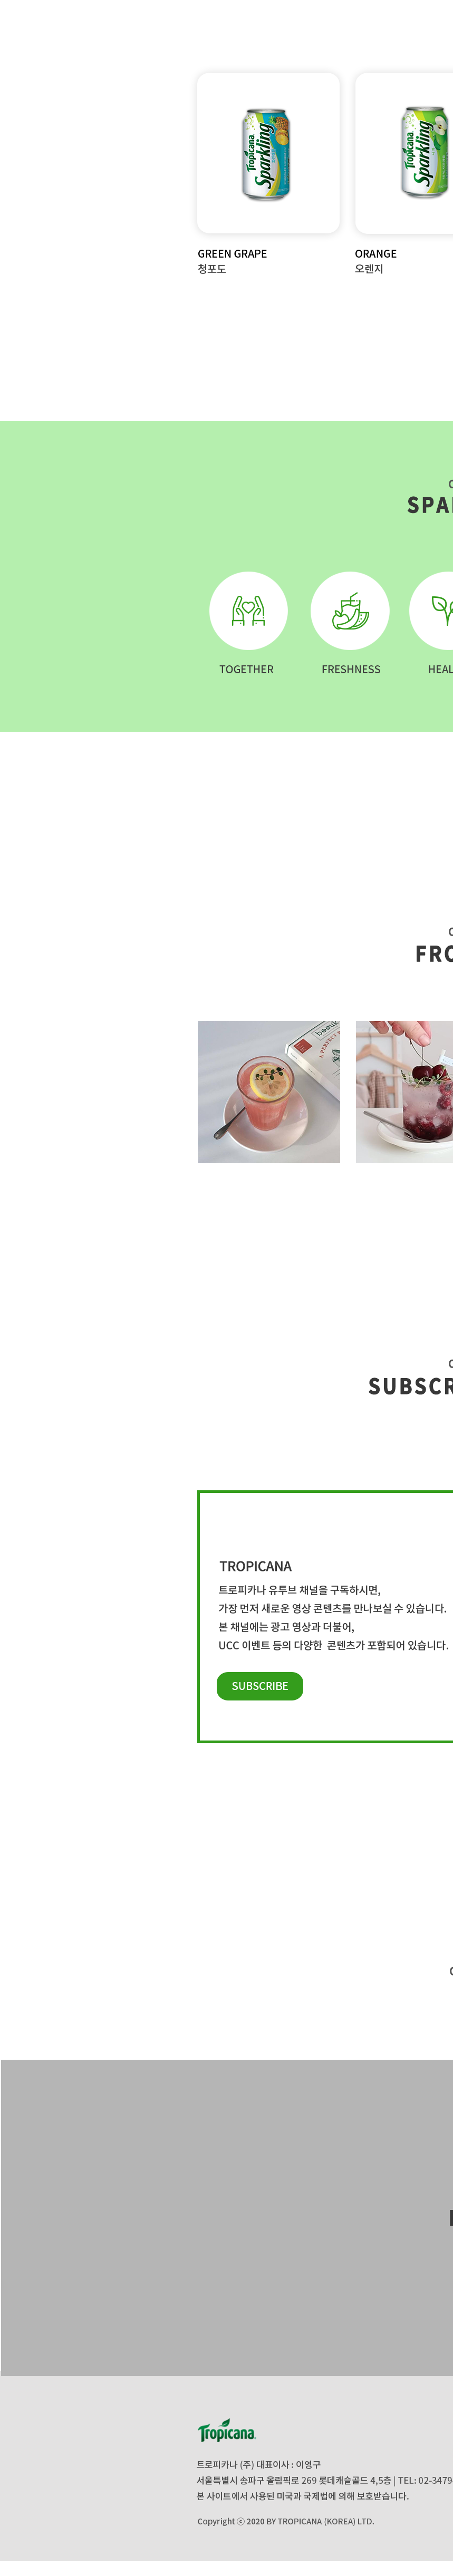 Tropicana
Sparkling
Tropicana
Sparkling
GREEN GRAPE
청포도
ORANGE
오렌지
SPA
TOGETHER
FRESHNESS
HEAL
FRO
SUBSCR
TROPICANA
트로피카나 유투브 채널을 구독하시면,
가장 먼저 새로운 영상 콘텐츠를 만나보실 수 있습니다.
본 채널에는 광고 영상과 더불어,
UCC 이벤트 등의 다양한 콘텐츠가 포함되어 있습니다.
SUBSCRIBE
Tropicana
트로피카나 (주) 대표이사 : 이영구
서울특별시 송파구 올림픽로 269 롯데캐슬골드 4,5층 | TEL: 02-3479
본 사이트에서 사용된 미국과 국제법에 의해 보호받습니다.
Copyright ⓒ 2020 BY TROPICANA (KOREA) LTD.